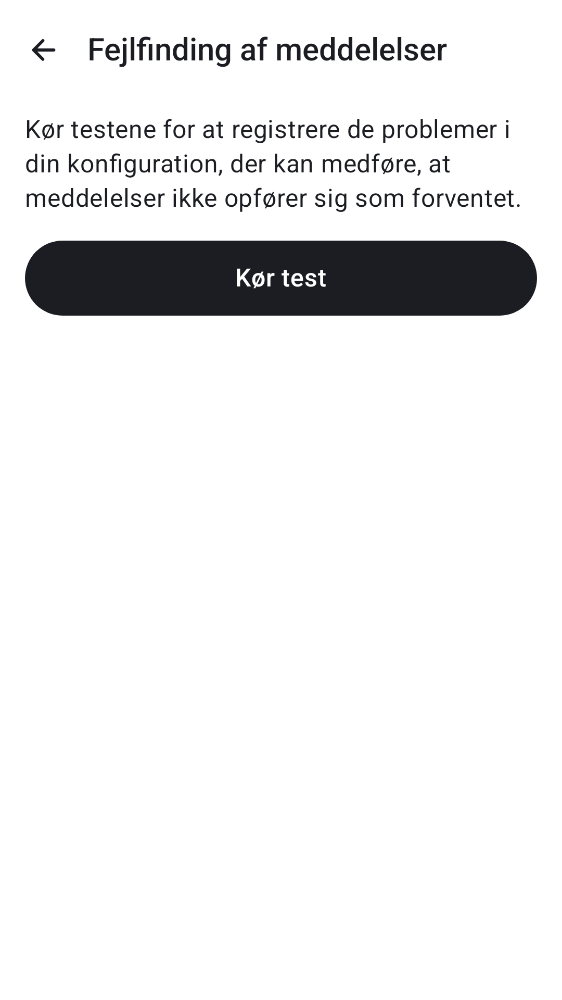 Fejlfinding af meddelelser
Kør testene for at registrere de problemer i
din konfiguration, der kan medføre, at
meddelelser ikke opfører sig som forventet.
Kør test